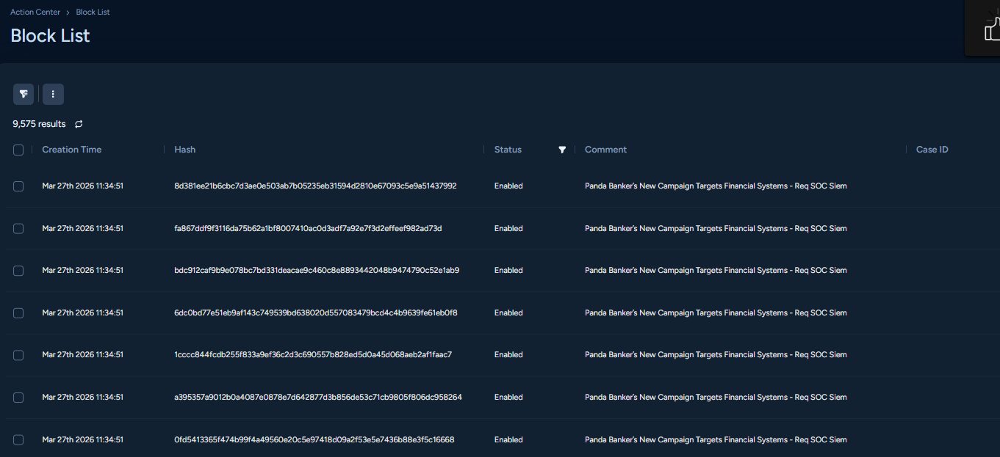 Action Center > Block List
Block List
9,575 results
Creation Time Hash Status Comment Case ID
Mar 27th 2026 11:34:51 8d381ee21b6cbc7d3ae0e503ab7b05235eb31594d2810e67093c5e9a51437992 Enabled Panda Banker's New Campaign Targets Financial Systems - Req SOC Siem
Mar 27th 2026 11:34:51 fa867ddf9f3116da75b62a1bf8007410ac0d3adf7a92e7f3d2effeef982ad73d Enabled Panda Banker's New Campaign Targets Financial Systems - Req SOC Siem
Mar 27th 2026 11:34:51 bdc912caf9b9e078bc7bd331deacae9c460c8e8893442048b9474790c52e1ab9 Enabled Panda Banker's New Campaign Targets Financial Systems - Req SOC Siem
Mar 27th 2026 11:34:51 6dc0bd77e51eb9af143c749539bd638020d557083479bcd4c4b9639fe61eb0f8 Enabled Panda Banker's New Campaign Targets Financial Systems - Req SOC Siem
Mar 27th 2026 11:34:51 1cccc844fcdb255f833a9ef36c2d3c690557b828ed5d0a45d068aeb2af1faac7 Enabled Panda Banker's New Campaign Targets Financial Systems - Req SOC Siem
Mar 27th 2026 11:34:51 a395357a9012b0a4087e0878e7d642877d3b856de53c71cb9805f806dc958264 Enabled Panda Banker's New Campaign Targets Financial Systems - Req SOC Siem
Mar 27th 2026 11:34:51 0fd5413365f474b99f4a49560e20c5e97418d09a2f53e5e7436b88e3f5c16668 Enabled Panda Banker's New Campaign Targets Financial Systems - Req SOC Siem